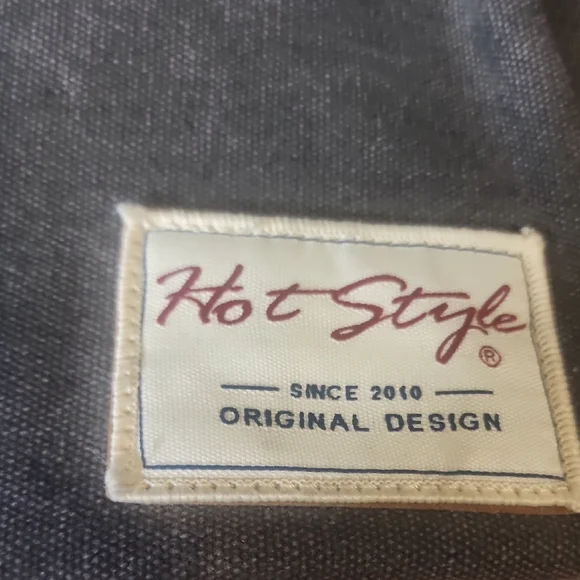 Hot Style
®
SINCE 2010
ORIGINAL DESIGN